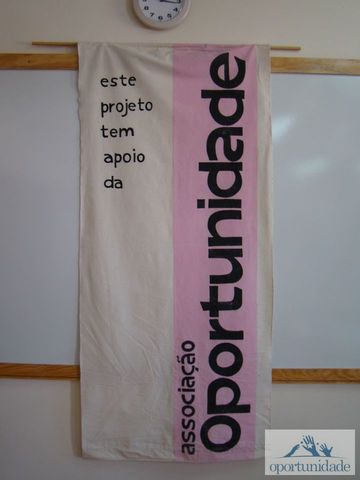 este
projeto
tem
apoio
da
associação
oportunidade
oportunidade